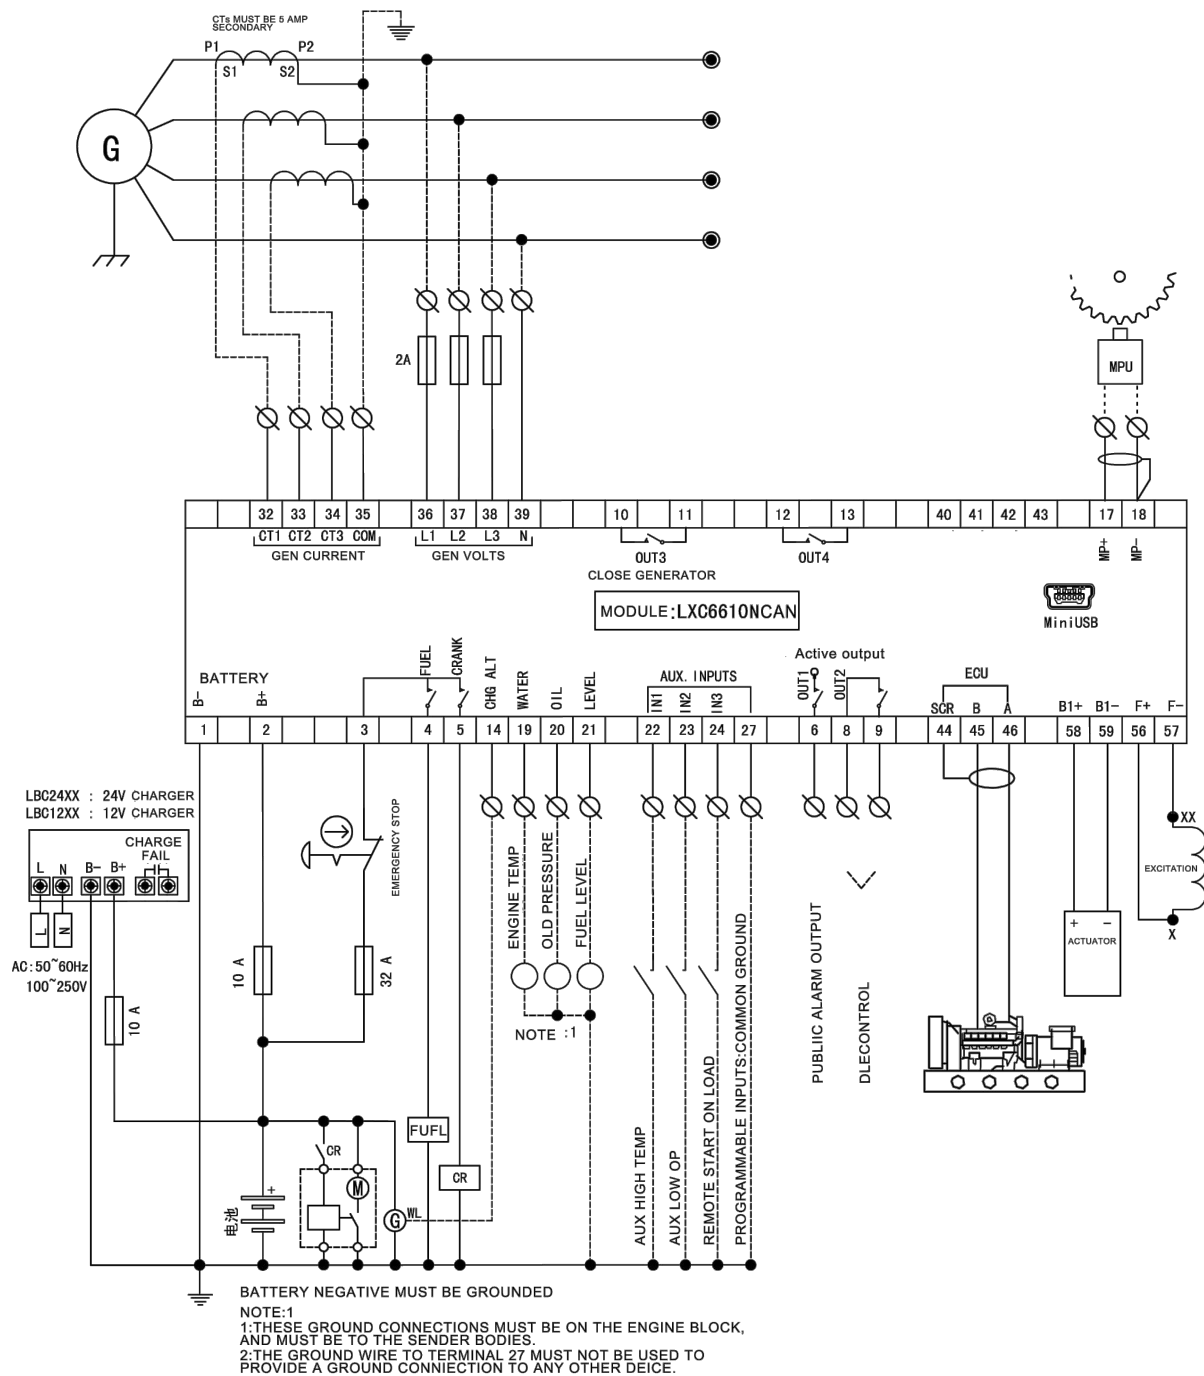 CTs MUST BE 5 AMP
SECONDARY
P1
P2
S1
S2
G
2A
MPU
32
33
34
35
36
37
38
39
10
11
12
13
40
41
42
43
17
18
CT1
CT2
CT3
COM
L1
L2
L3
N
GEN CURRENT
GEN VOLTS
OUT3
OUT4
MP+
MP-
CLOSE GENERATOR
MODULE:LXC6610NCAN
MiniUSB
BATTERY
B-
B+
FUEL
CRANK
CHG ALT
WATER
OIL
LEVEL
AUX. INPUTS
IN1
IN2
IN3
Active output
OUT1
OUT2
ECU
SCR
B
A
B1+
B1-
F+
F-
1
2
3
4
5
14
19
20
21
22
23
24
27
6
8
9
44
45
46
58
59
56
57
LBC24XX : 24V CHARGER
LBC12XX : 12V CHARGER
CHARGE
FAIL
L
N
B-
B+
L
N
AC:50~60Hz
100~250V
10 A
10 A
32 A
EMERGENCY STOP
ENGINE TEMP
OLD PRESSURE
FUEL LEVEL
NOTE :1
AUX HIGH TEMP
AUX LOW OP
REMOTE START ON LOAD
PROGRAMMABLE INPUTS:COMMON GROUND
PUBLIIC ALARM OUTPUT
DLECONTROL
XX
EXCITATION
X
+
-
ACTUATOR
FUFL
CR
CR
M
G
WL
+
电池
BATTERY NEGATIVE MUST BE GROUNDED
NOTE:1
1:THESE GROUND CONNECTIONS MUST BE ON THE ENGINE BLOCK,
AND MUST BE TO THE SENDER BODIES.
2:THE GROUND WIRE TO TERMINAL 27 MUST NOT BE USED TO
PROVIDE A GROUND CONNIECTION TO ANY OTHER DEICE.